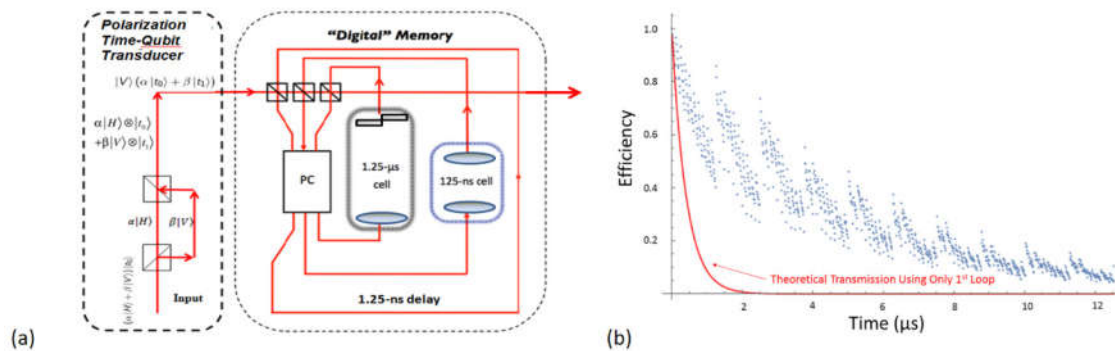 Polarization
Time-Qubit
Transducer
|V⟩(α|t₀⟩ + β|t₁⟩)
α|H⟩⊗|t₀⟩
+β|V⟩⊗|t₁⟩
α|H⟩
β|V⟩
(α|H⟩ + β|V⟩)|t₀⟩
Input
"Digital" Memory
PC
1.25-μs
cell
125-ns cell
1.25-ns delay
(a)
(b)
Efficiency
1.0
0.8
0.6
0.4
0.2
Theoretical Transmission Using Only 1st Loop
2
4
6
8
10
12
Time (μs)